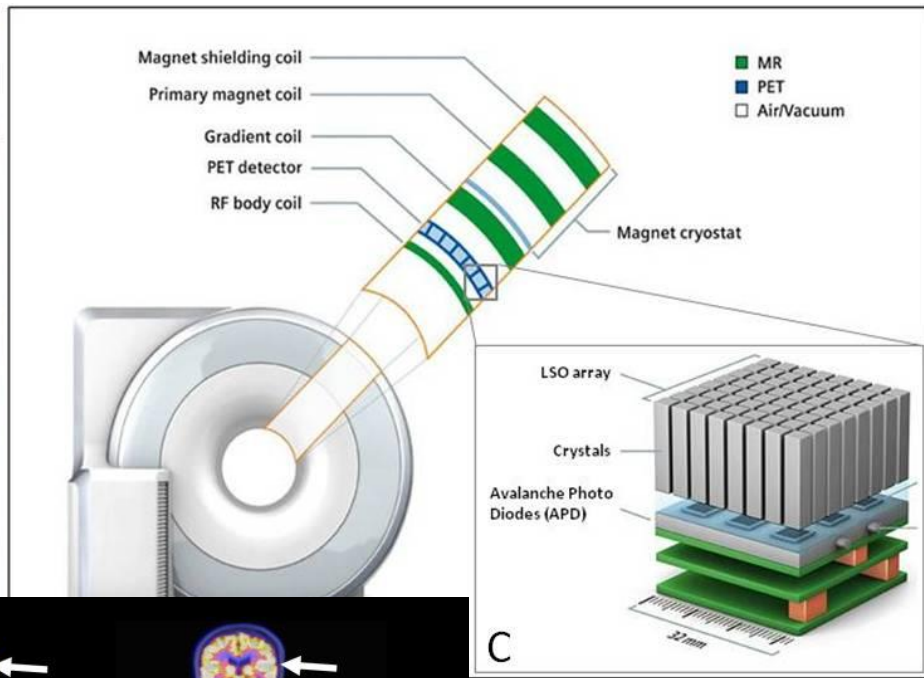 Magnet shielding coil
Primary magnet coil
Gradient coil
PET detector
RF body coil
MR
PET
Air/Vacuum
Magnet cryostat
LSO array
Crystals
Avalanche Photo
Diodes (APD)
32 mm
C